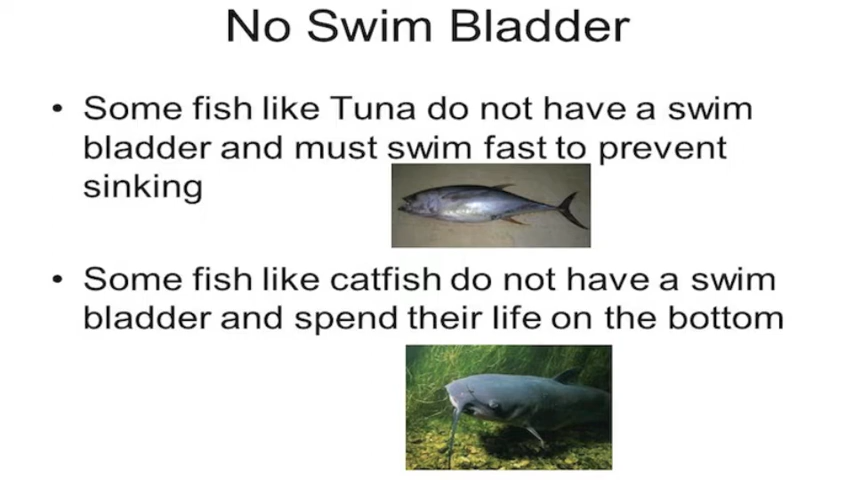 No Swim Bladder
• Some fish like Tuna do not have a swim
bladder and must swim fast to prevent
sinking
• Some fish like catfish do not have a swim
bladder and spend their life on the bottom